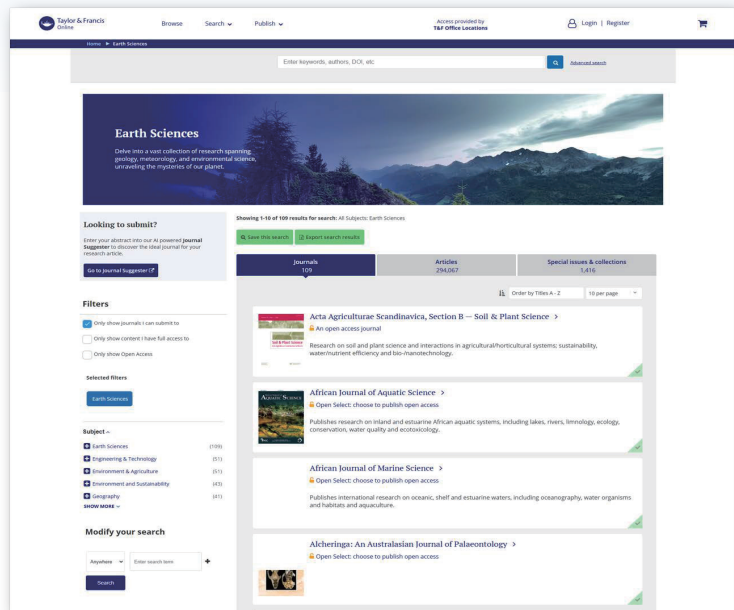 Taylor & Francis
Online
Browse
Search
Publish
Access provided by
T&F Office Locations
Login | Register
Home ▶ Earth Sciences
Enter keywords, authors, DOI, etc
Advanced search
Earth Sciences
Delve into a vast collection of research spanning
geology, meteorology, and environmental science,
unraveling the mysteries of our planet.
Looking to submit?
Enter your abstract into our AI powered Journal
Suggester to discover the ideal journal for your
research article.
Go to Journal Suggester
Filters
Only show journals I can submit to
Only show content I have full access to
Only show Open Access
Selected filters
Earth Sciences
Subject
Earth Sciences (109)
Engineering & Technology (51)
Environment & Agriculture (51)
Environment and Sustainability (43)
Geography (41)
SHOW MORE
Modify your search
Anywhere
Enter search term
Search
Showing 1-10 of 109 results for search: All Subjects: Earth Sciences
Save this search
Export search results
Journals
109
Articles
294,067
Special issues & collections
1,416
Order by Titles A - Z
10 per page
Acta Agriculturae Scandinavica, Section B — Soil & Plant Science >
An open access journal
Research on soil and plant science and interactions in agricultural/horticultural systems; sustainability,
water/nutrient efficiency and bio-/nanotechnology.
Soil & Plant Science
African Journal of Aquatic Science >
Open Select: choose to publish open access
Publishes research on inland and estuarine African aquatic systems, including lakes, rivers, limnology, ecology,
conservation, water quality and ecotoxicology.
AQUATIC SCIENCE
African Journal of Marine Science >
Open Select: choose to publish open access
Publishes international research on oceanic, shelf and estuarine waters, including oceanography, water organisms
and habitats and aquaculture.
Alcheringa: An Australasian Journal of Palaeontology >
Open Select: choose to publish open access